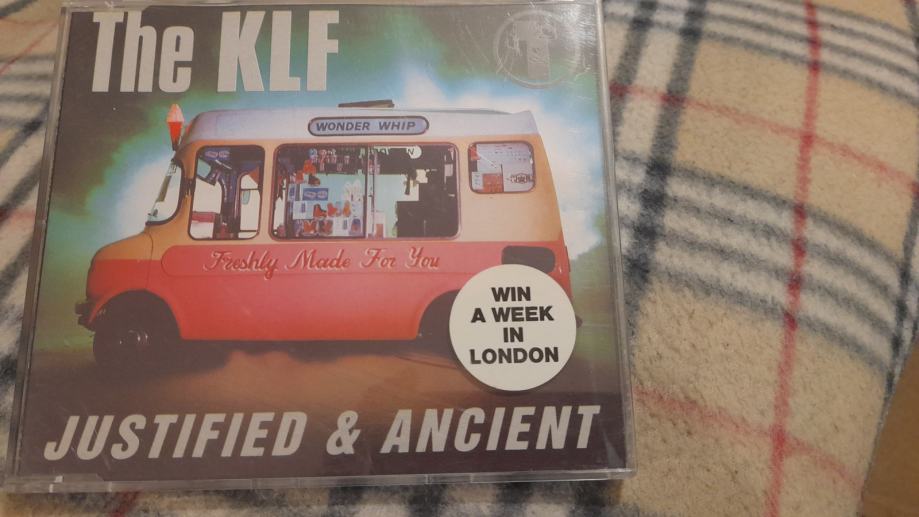 The KLF
T
WONDER WHIP
Freshly Made For You
WIN
A WEEK
IN
LONDON
JUSTIFIED & ANCIENT